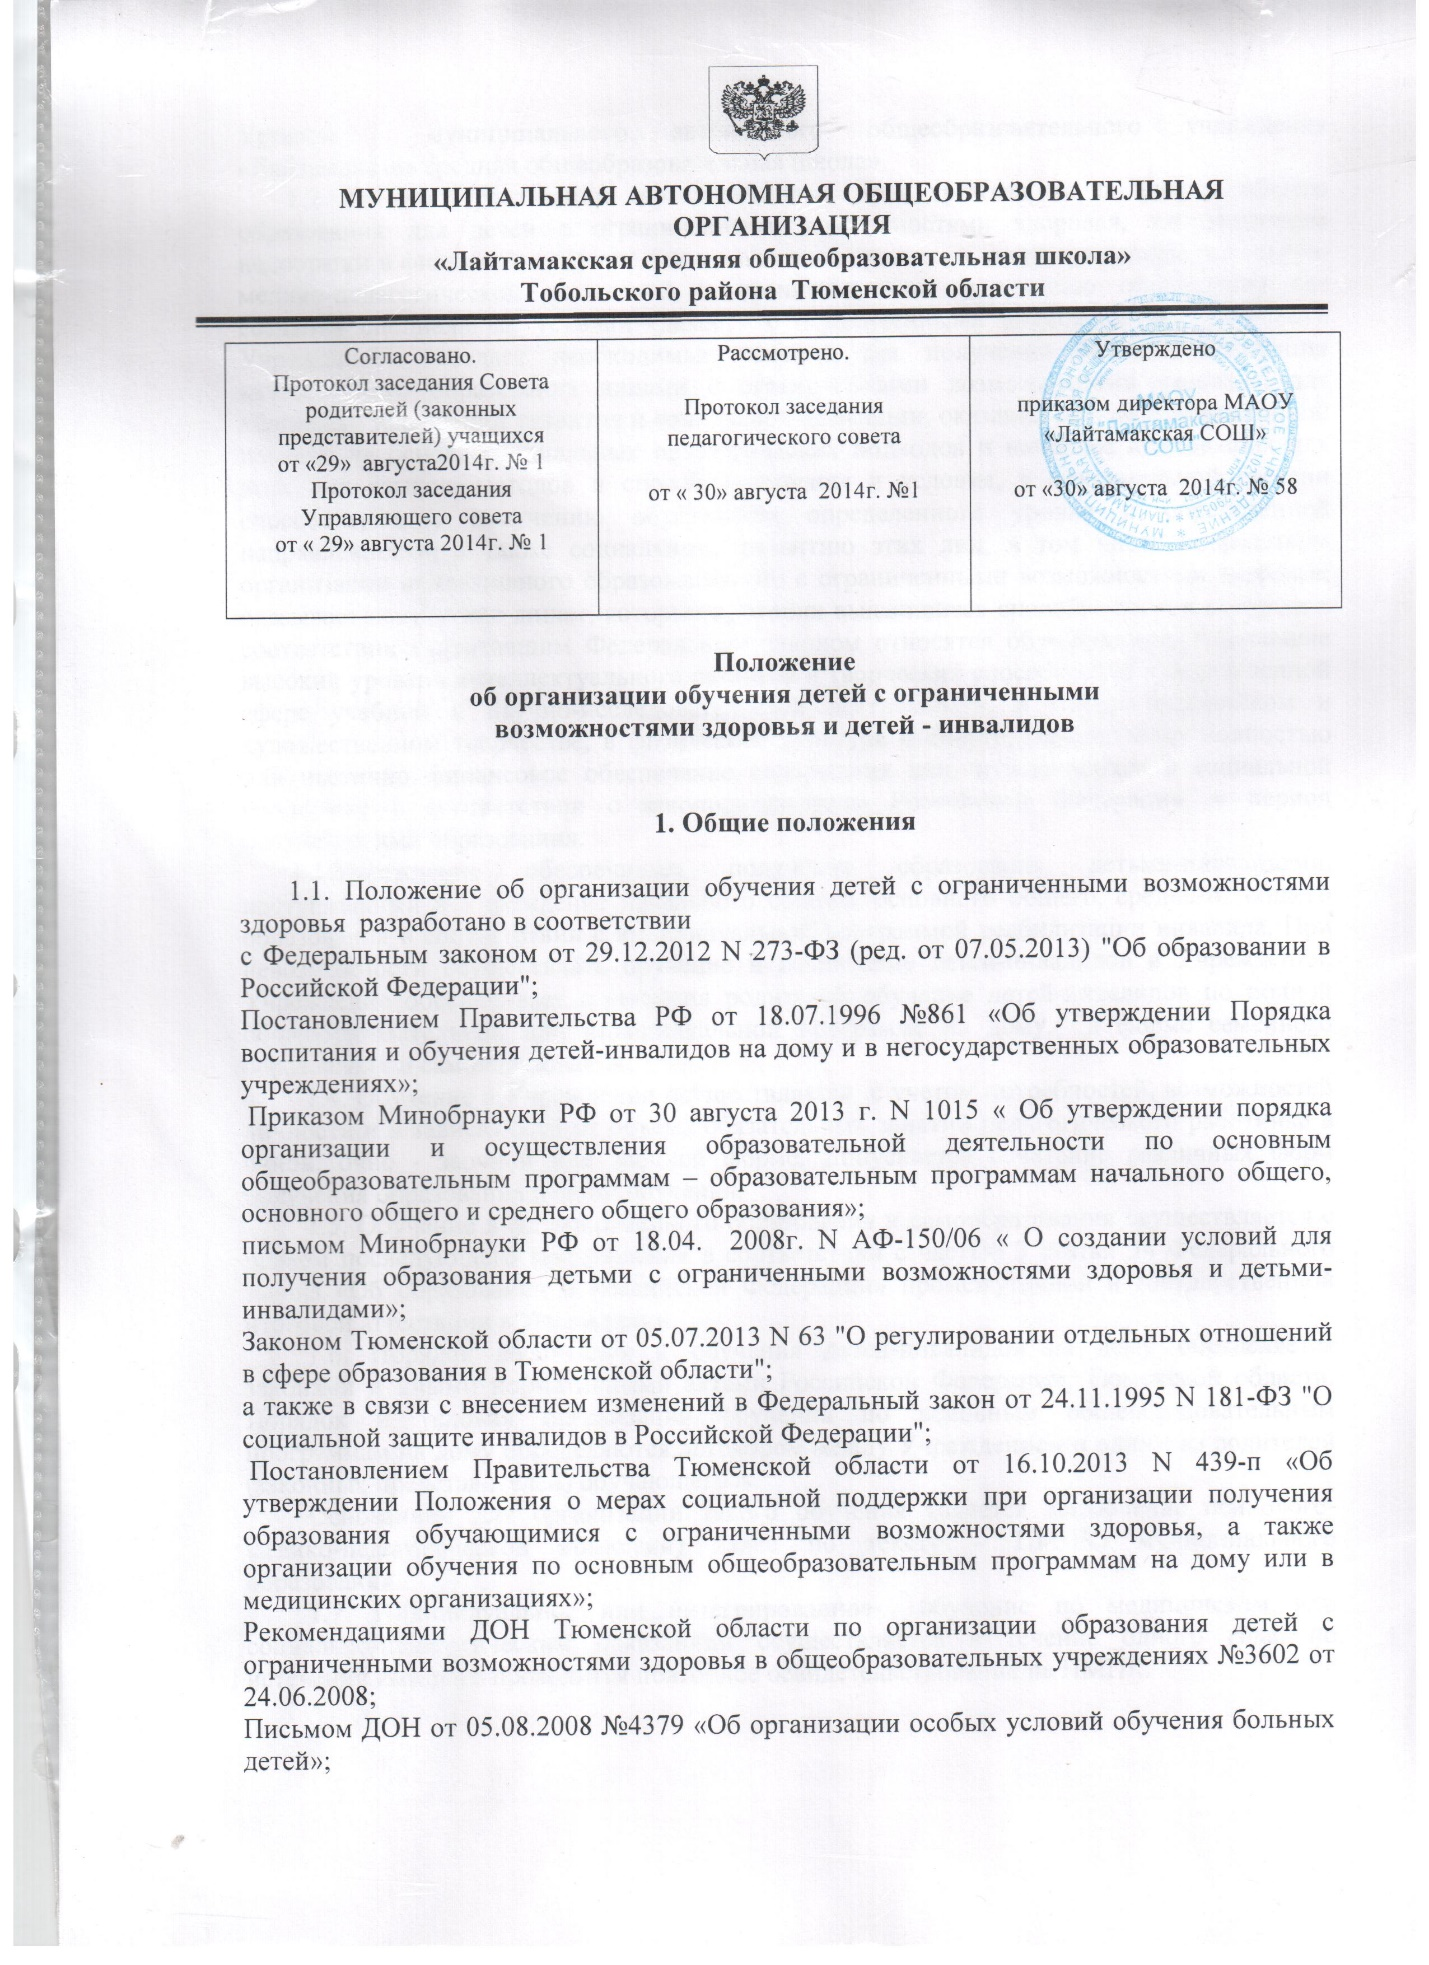 МУНИЦИПАЛЬНАЯ АВТОНОМНАЯ ОБЩЕОБРАЗОВАТЕЛЬНАЯ
ОРГАНИЗАЦИЯ
«Лайтамакская средняя общеобразовательная школа»
Тобольского района Тюменской области
Согласовано.
Протокол заседания Совета
родителей (законных
представителей) учащихся
от «29» августа2014г. № 1
Протокол заседания
Управляющего совета
от « 29» августа 2014г. № 1
Рассмотрено.
Протокол заседания
педагогического совета
от « 30» августа 2014г. №1
Утверждено
приказом директора МАОУ
«Лайтамакская СОШ»
от «30» августа 2014г. № 58
МАОУ
"Лайтамакская
СОШ"
Положение
об организации обучения детей с ограниченными
возможностями здоровья и детей - инвалидов
1. Общие положения
1.1. Положение об организации обучения детей с ограниченными возможностями
здоровья разработано в соответствии
с Федеральным законом от 29.12.2012 N 273-ФЗ (ред. от 07.05.2013) "Об образовании в
Российской Федерации";
Постановлением Правительства РФ от 18.07.1996 №861 «Об утверждении Порядка
воспитания и обучения детей-инвалидов на дому и в негосударственных образовательных
учреждениях»;
Приказом Минобрнауки РФ от 30 августа 2013 г. N 1015 « Об утверждении порядка
организации и осуществления образовательной деятельности по основным
общеобразовательным программам – образовательным программам начального общего,
основного общего и среднего общего образования»;
письмом Минобрнауки РФ от 18.04. 2008г. N АФ-150/06 « О создании условий для
получения образования детьми с ограниченными возможностями здоровья и детьми-
инвалидами»;
Законом Тюменской области от 05.07.2013 N 63 "О регулировании отдельных отношений
в сфере образования в Тюменской области";
а также в связи с внесением изменений в Федеральный закон от 24.11.1995 N 181-ФЗ "О
социальной защите инвалидов в Российской Федерации";
Постановлением Правительства Тюменской области от 16.10.2013 N 439-п «Об
утверждении Положения о мерах социальной поддержки при организации получения
образования обучающимися с ограниченными возможностями здоровья, а также
организации обучения по основным общеобразовательным программам на дому или в
медицинских организациях»;
Рекомендациями ДОН Тюменской области по организации образования детей с
ограниченными возможностями здоровья в общеобразовательных учреждениях №3602 от
24.06.2008;
Письмом ДОН от 05.08.2008 №4379 «Об организации особых условий обучения больных
детей»;